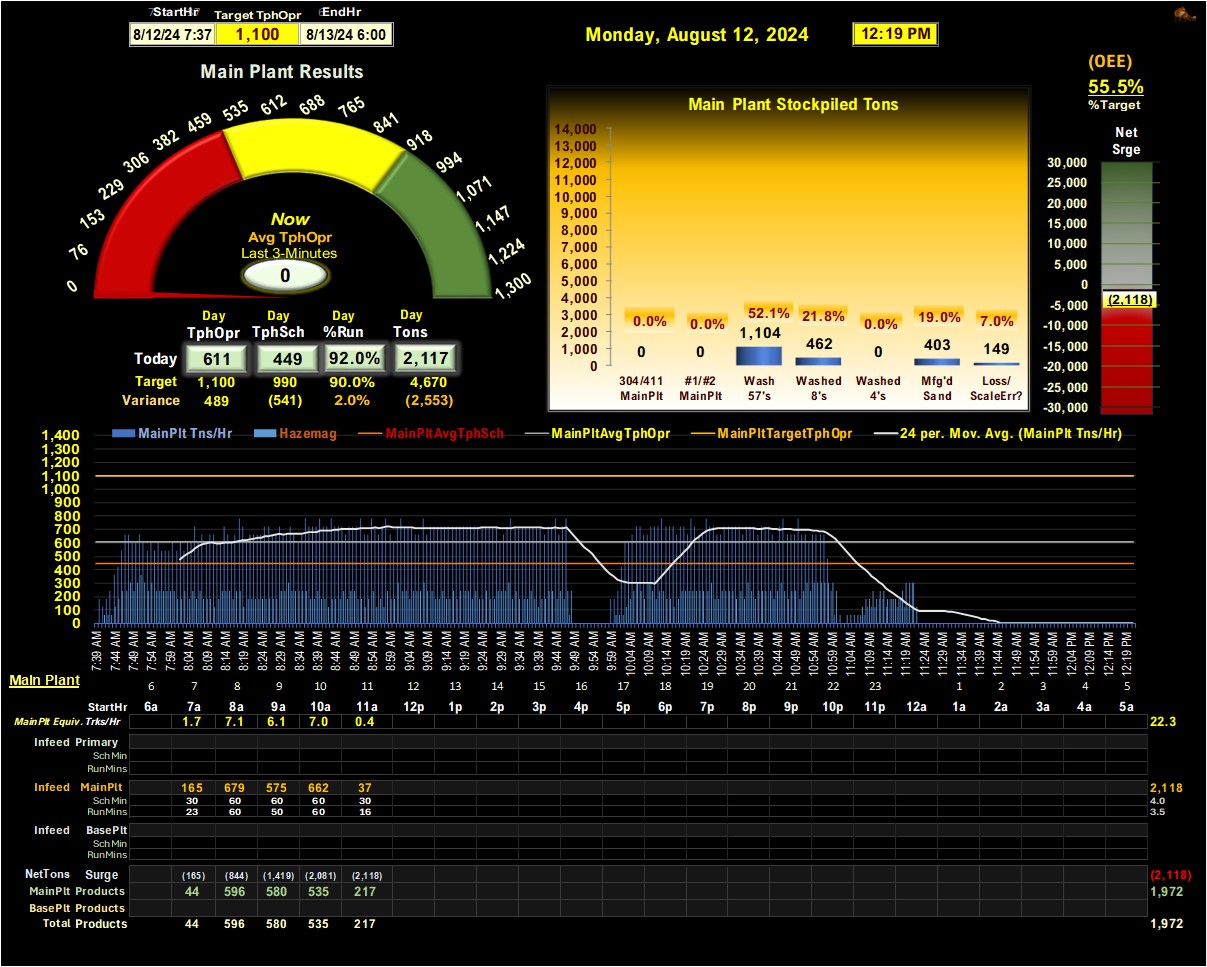 StartHr Target TphOpr EndHr
8/12/24 7:37 1,100 8/13/24 6:00
Monday, August 12, 2024 12:19 PM
(OEE)
55.5%
%Target
Main Plant Results
0 76 153 229 306 382 459 535 612 688 765 841 918 994 1,071 1,147 1,224 1,300
Now
Avg TphOpr
Last 3-Minutes
0
Day Day Day Day
TphOpr TphSch %Run Tons
Today 611 449 92.0% 2,117
Target 1,100 990 90.0% 4,670
Variance 489 (541) 2.0% (2,553)
Main Plant Stockpiled Tons
14,000
13,000
12,000
11,000
10,000
9,000
8,000
7,000
6,000
5,000
4,000
3,000
2,000
1,000
0
0.0% 0.0% 52.1% 21.8% 0.0% 19.0% 7.0%
0 0 1,104 462 0 403 149
304/411 #1/#2 Wash Washed Washed Mfg'd Loss/
MainPlt MainPlt 57's 8's 4's Sand ScaleErr?
Net
Srge
30,000
25,000
20,000
15,000
10,000
5,000
0
-5,000
-10,000
-15,000
-20,000
-25,000
-30,000
(2,118)
MainPlt Tns/Hr Hazemag MainPltAvgTphSch MainPltAvgTphOpr MainPltTargetTphOpr 24 per. Mov. Avg. (MainPlt Tns/Hr)
1,400
1,300
1,200
1,100
1,000
900
800
700
600
500
400
300
200
100
0
7:39 AM 7:44 AM 7:49 AM 7:54 AM 7:59 AM 8:04 AM 8:09 AM 8:14 AM 8:19 AM 8:24 AM 8:29 AM 8:34 AM 8:39 AM 8:44 AM 8:49 AM 8:54 AM 8:59 AM 9:04 AM 9:09 AM 9:14 AM 9:19 AM 9:24 AM 9:29 AM 9:34 AM 9:39 AM 9:44 AM 9:49 AM 9:54 AM 9:59 AM 10:04 AM 10:09 AM 10:14 AM 10:19 AM 10:24 AM 10:29 AM 10:34 AM 10:39 AM 10:44 AM 10:49 AM 10:54 AM 10:59 AM 11:04 AM 11:09 AM 11:14 AM 11:19 AM 11:24 AM 11:29 AM 11:34 AM 11:39 AM 11:44 AM 11:49 AM 11:54 AM 11:59 AM 12:04 PM 12:09 PM 12:14 PM 12:19 PM
Main Plant 6 7 8 9 10 11 12 13 14 15 16 17 18 19 20 21 22 23 1 2 3 4 5
StartHr 6a 7a 8a 9a 10a 11a 12p 1p 2p 3p 4p 5p 6p 7p 8p 9p 10p 11p 12a 1a 2a 3a 4a 5a
MainPlt Equiv. Trks/Hr 1.7 7.1 6.1 7.0 0.4 22.3
Infeed Primary
Sch Min
RunMins
Infeed MainPlt 165 679 575 662 37 2,118
Sch Min 30 60 60 60 30 4.0
RunMins 23 60 50 60 16 3.5
Infeed BasePlt
Sch Min
RunMins
NetTons Surge (165) (844) (1,419) (2,081) (2,118) (2,118)
MainPlt Products 44 596 580 535 217 1,972
BasePlt Products
Total Products 44 596 580 535 217 1,972